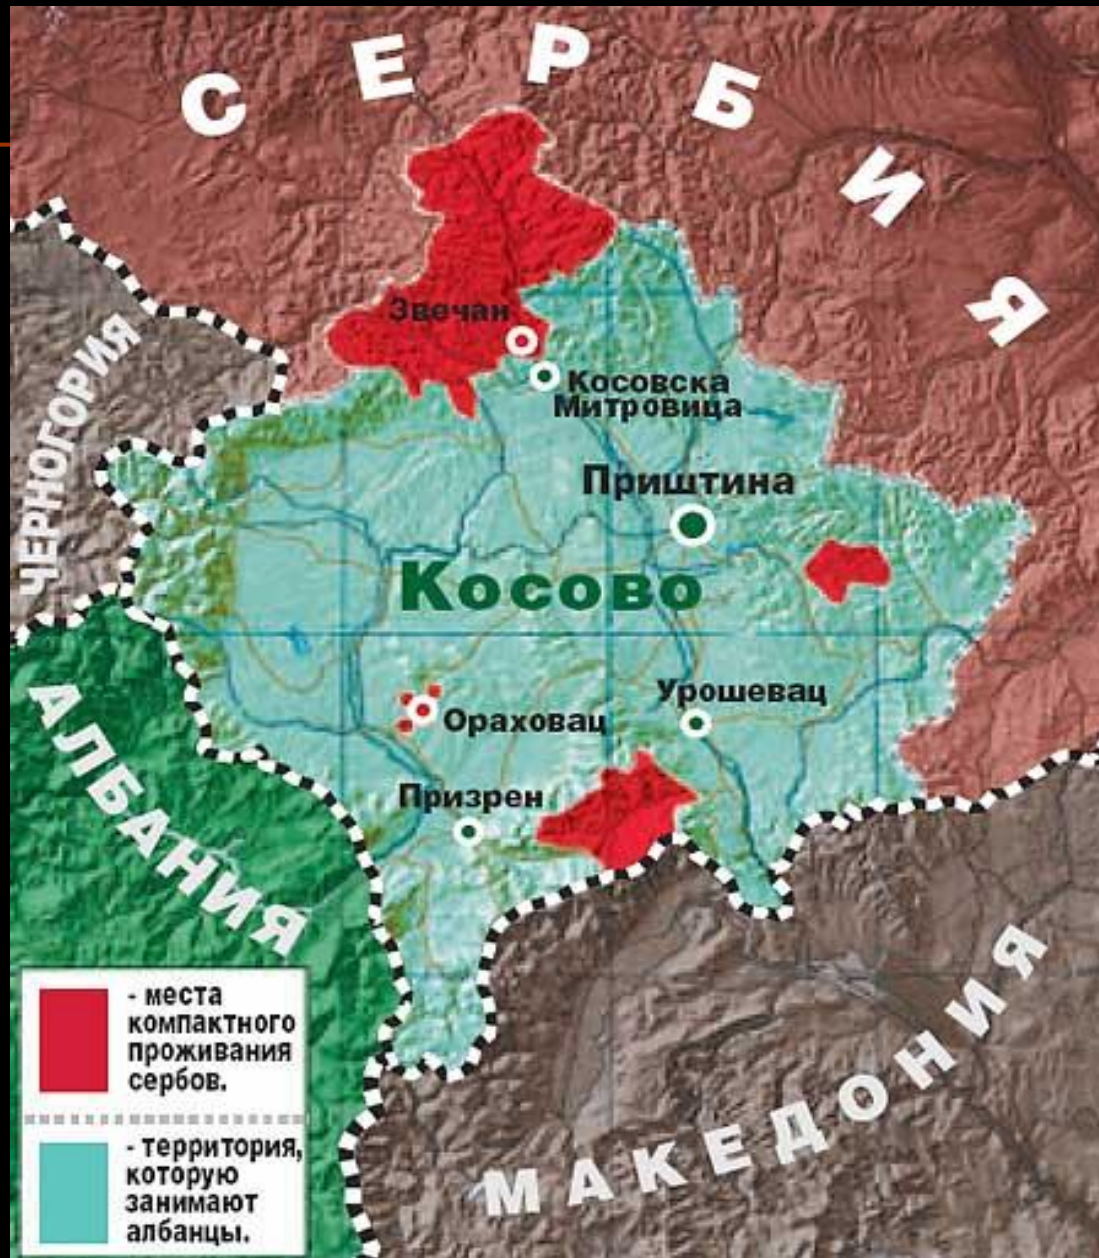 СЕРБИЯ
Звечан
ЧЕРНОГОРИЯ
Косовска
Митровица
Приштина
Косово
АЛБАНИЯ
Урошевац
Ораховац
Призрен
МАКЕДОНИЯ
- места
компактного
проживания
сербов.
- территория,
которую
занимают
албанцы.